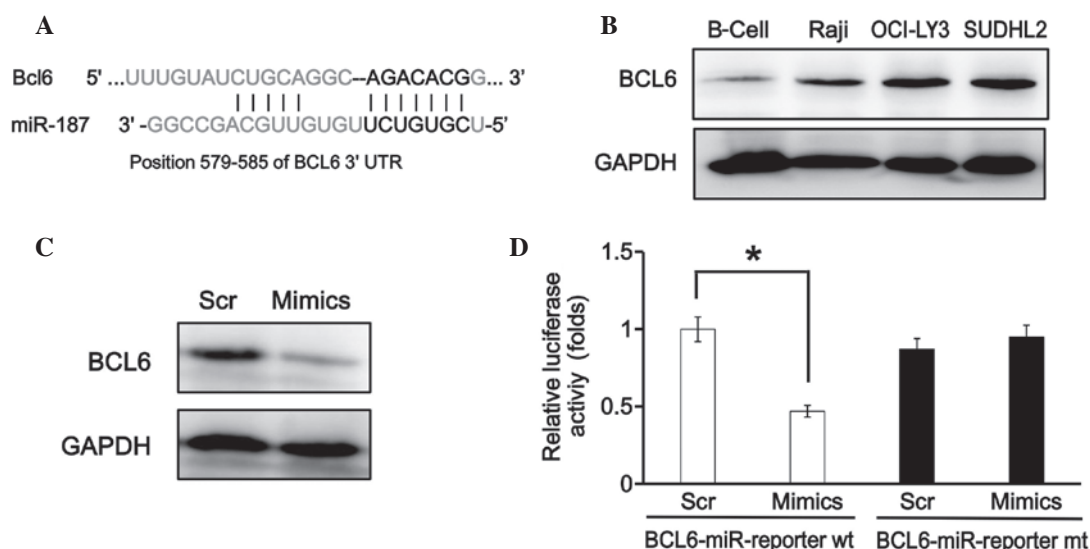 A
Bcl6 5' ...UUUGUAUCUGCAGGC--AGACACGG... 3'
miR-187 3' -GGCCGACGUUGUGUUCUGUGCU-5'
Position 579-585 of BCL6 3' UTR
B
B-Cell Raji OCI-LY3 SUDHL2
BCL6
GAPDH
C
Scr Mimics
BCL6
GAPDH
D
Relative luciferase
activiy (folds)
1.5
1
0.5
0
*
Scr Mimics Scr Mimics
BCL6-miR-reporter wt BCL6-miR-reporter mt